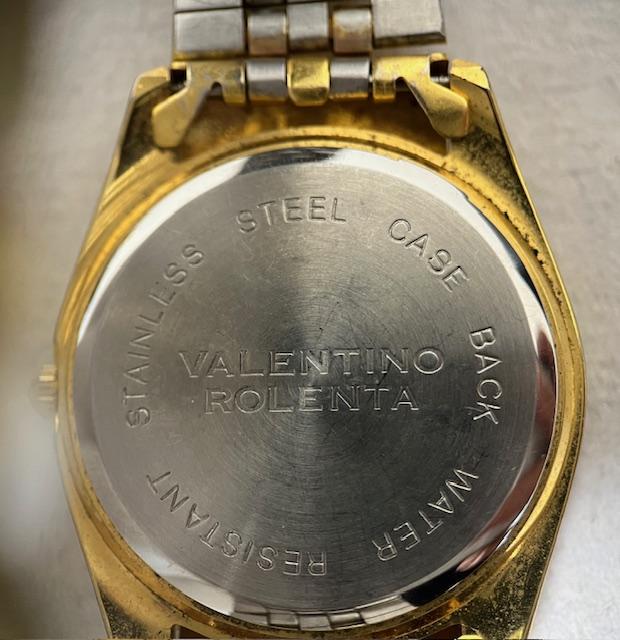 STAINLESS STEEL CASE BACK WATER RESISTANT
VALENTINO
ROLENTA